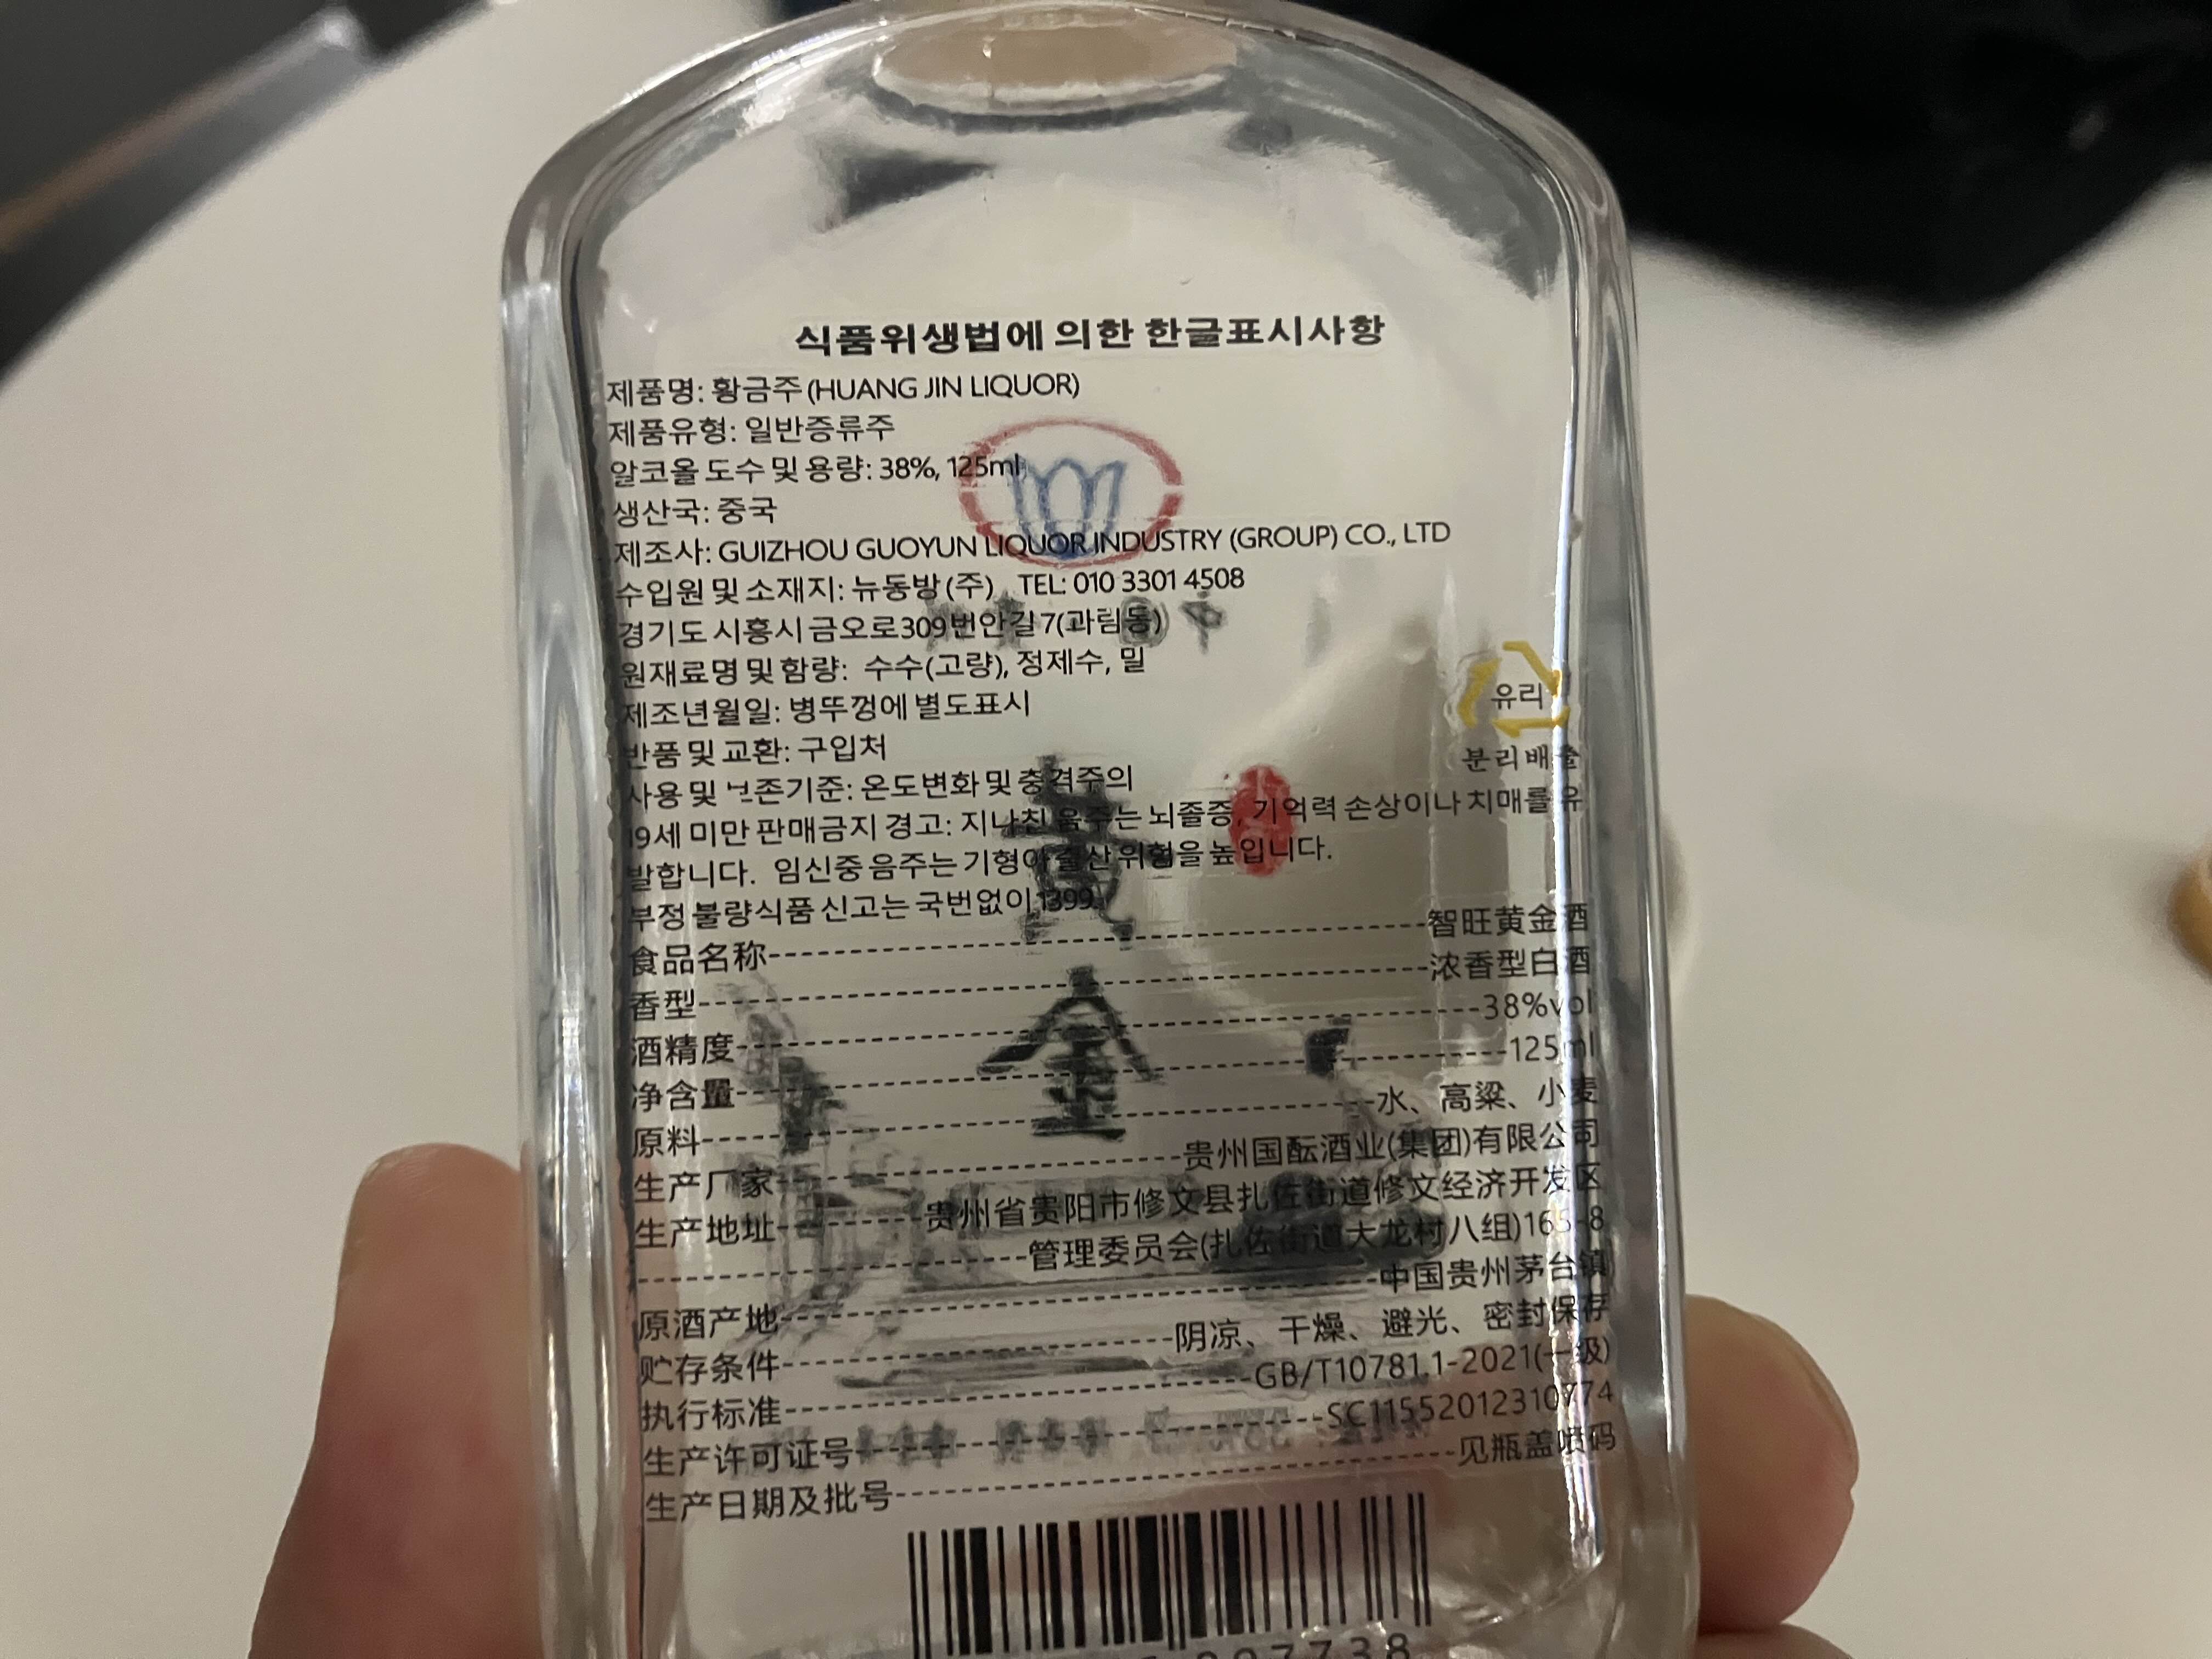 식품위생법에 의한 한글표시사항
제품명: 황금주 (HUANG JIN LIQUOR)
제품유형: 일반증류주
알코올 도수 및 용량: 38%, 125ml
생산국: 중국
제조사: GUIZHOU GUOYUN LIQUOR INDUSTRY (GROUP) CO., LTD
수입원 및 소재지: 뉴동방 (주) TEL: 010 3301 4508
경기도 시흥시 금오로309번안길 7(과림동)
원재료명 및 함량: 수수(고량), 정제수, 밀
제조년월일: 병뚜껑에 별도표시
유리
반품 및 교환: 구입처
분리배출
사용 및 보존기준: 온도변화 및 충격주의
19세 미만 판매금지 경고: 지나친 음주는 뇌졸증, 기억력 손상이나 치매를 유
발합니다. 임신중 음주는 기형아 출산 위험을 높입니다.
부정 불량식품 신고는 국번없이 1399
食品名称 智旺黄金酒
香型 浓香型白酒
酒精度 38%vol
净含量 125ml
原料 水、高粱、小麦
生产厂家 贵州国酝酒业(集团)有限公司
生产地址 贵州省贵阳市修文县扎佐街道修文经济开发区
管理委员会(扎佐街道大龙村八组)165-8
原酒产地 中国贵州茅台镇
贮存条件 阴凉、干燥、避光、密封保存
执行标准 GB/T10781.1-2021(一级)
生产许可证号 SC11552012310774
生产日期及批号 见瓶盖喷码
黄金